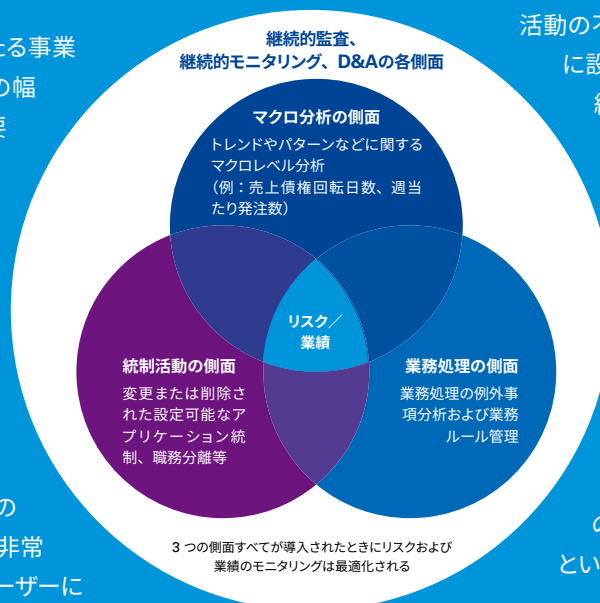 たる事業
の幅
要
活動の不
に設
継続的監査、
継続的モニタリング、D&Aの各側面
マクロ分析の側面
トレンドやパターンなどに関する
マクロレベル分析
（例：売上債権回転日数、週当
たり発注数）
リスク／
業績
統制活動の側面
変更または削除さ
れた設定可能なア
プリケーション統
制、職務分離等
業務処理の側面
業務処理の例外事
項分析および業務
ルール管理
3 つの側面すべてが導入されたときにリスクおよび
業績のモニタリングは最適化される
の
非常
ーザーに
とい